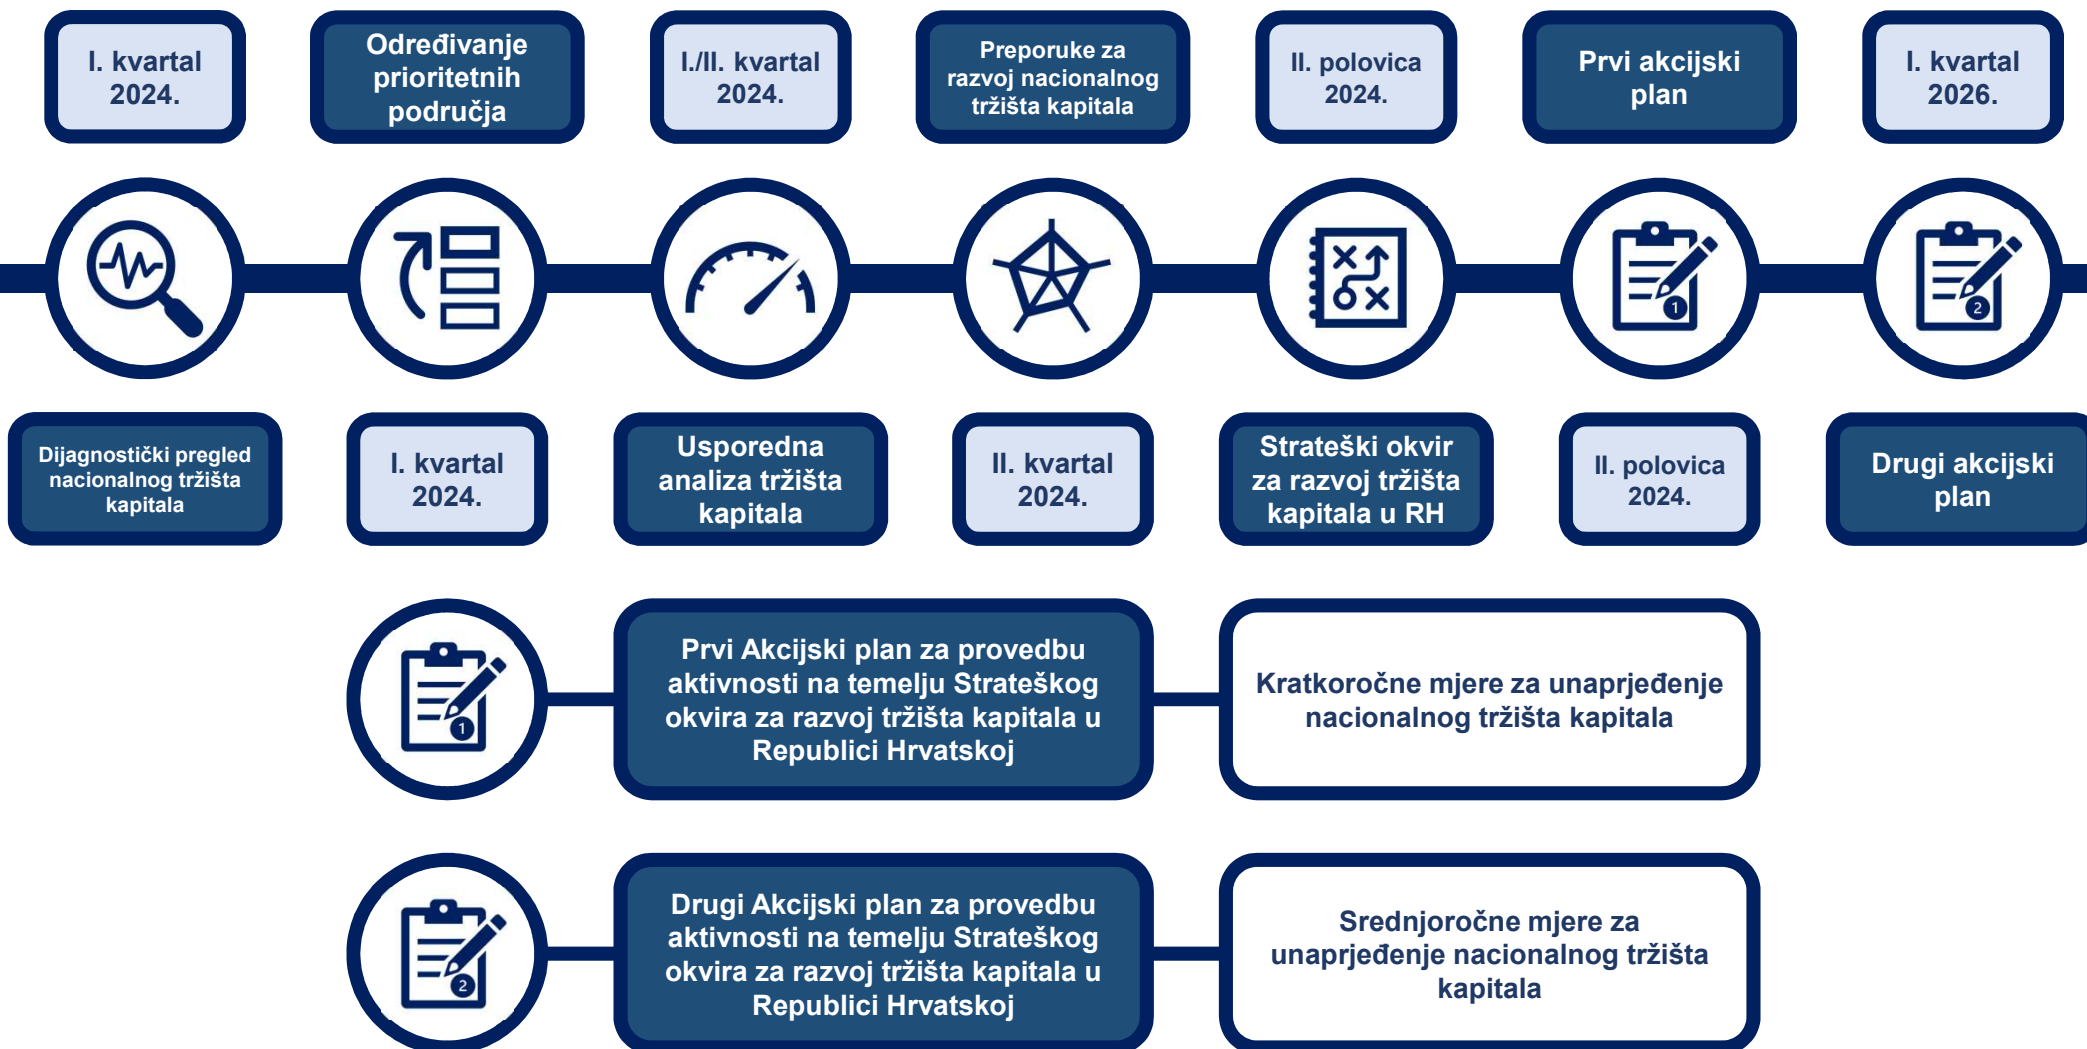 I. kvartal
2024.
Određivanje
prioritetnih
područja
I./II. kvartal
2024.
Preporuke za
razvoj nacionalnog
tržišta kapitala
II. polovica
2024.
Prvi akcijski
plan
I. kvartal
2026.
1
2
Dijagnostički pregled
nacionalnog tržišta
kapitala
I. kvartal
2024.
Usporedna
analiza tržišta
kapitala
II. kvartal
2024.
Strateški okvir
za razvoj tržišta
kapitala u RH
II. polovica
2024.
Drugi akcijski
plan
1
Prvi Akcijski plan za provedbu
aktivnosti na temelju Strateškog
okvira za razvoj tržišta kapitala u
Republici Hrvatskoj
Kratkoročne mjere za unaprjeđenje
nacionalnog tržišta kapitala
2
Drugi Akcijski plan za provedbu
aktivnosti na temelju Strateškog
okvira za razvoj tržišta kapitala u
Republici Hrvatskoj
Srednjoročne mjere za
unaprjeđenje nacionalnog tržišta
kapitala